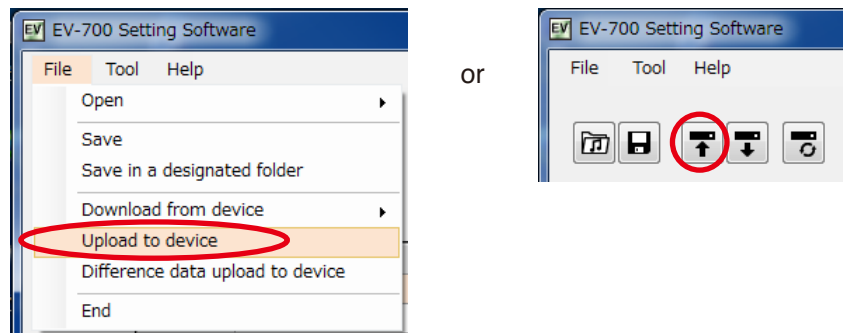 EV EV-700 Setting Software
File Tool Help
Open
Save
Save in a designated folder
Download from device
Upload to device
Difference data upload to device
End
or
EV EV-700 Setting Software
File Tool Help